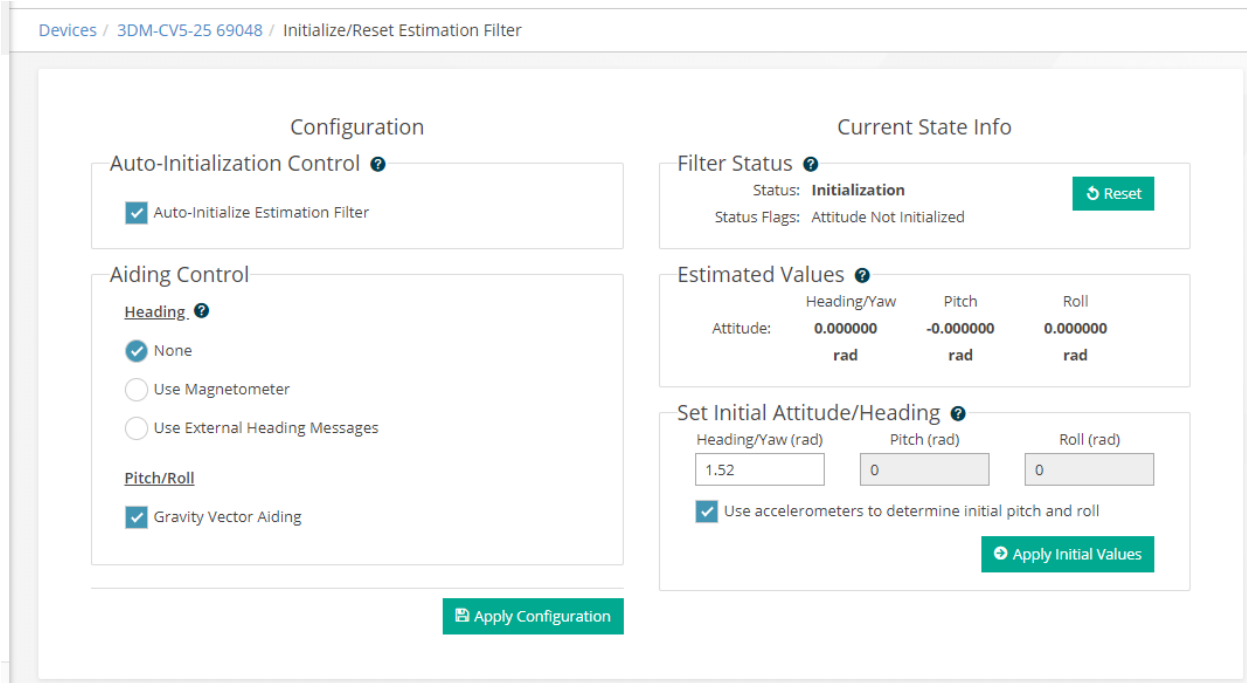 Devices / 3DM-CV5-25 69048 / Initialize/Reset Estimation Filter
Configuration
Auto-Initialization Control
Auto-Initialize Estimation Filter
Aiding Control
Heading
None
Use Magnetometer
Use External Heading Messages
Pitch/Roll
Gravity Vector Aiding
Apply Configuration
Current State Info
Filter Status
Status: Initialization
Reset
Status Flags: Attitude Not Initialized
Estimated Values
Heading/Yaw Pitch Roll
Attitude: 0.000000 -0.000000 0.000000
rad rad rad
Set Initial Attitude/Heading
Heading/Yaw (rad) Pitch (rad) Roll (rad)
1.52 0 0
Use accelerometers to determine initial pitch and roll
Apply Initial Values